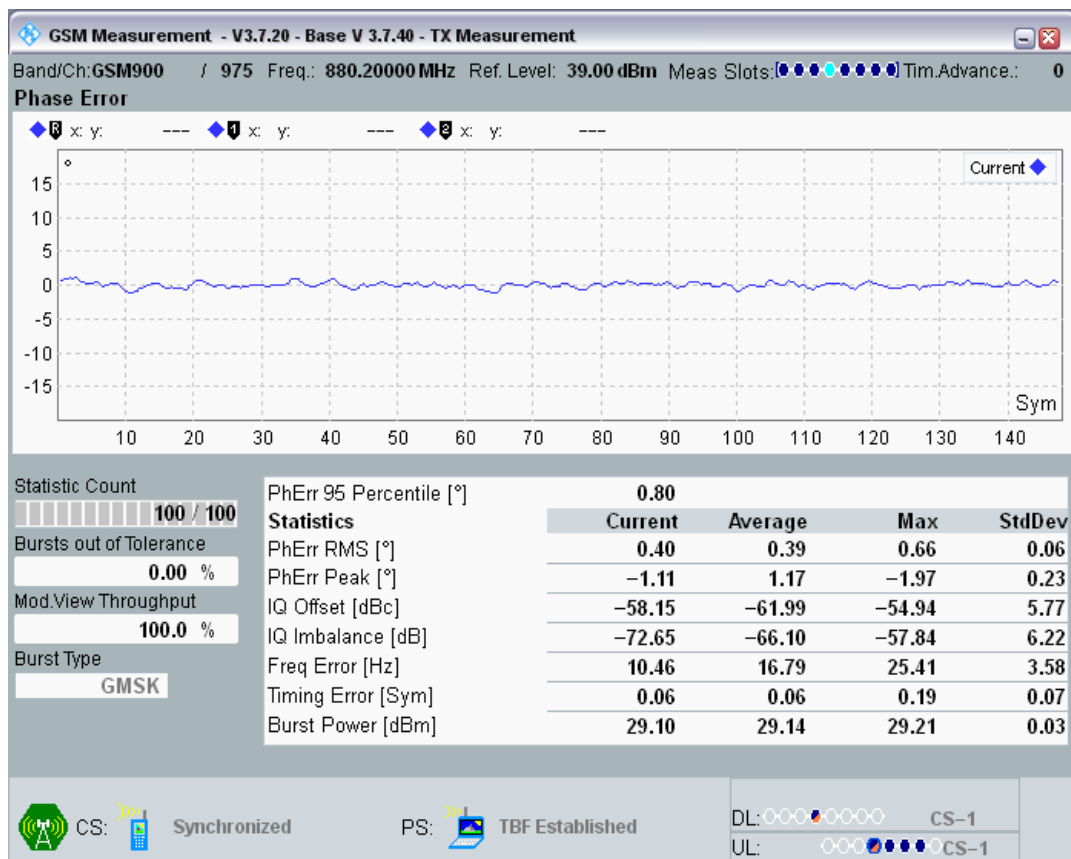 GSM Measurement - V3.7.20 - Base V 3.7.40 - TX Measurement
Band/Ch:GSM900 / 975 Freq.: 880.20000 MHz Ref. Level: 39.00 dBm Meas Slots: Tim.Advance.: 0
Phase Error
R x: y: --- 1 x: y: --- 2 x: y: ---
°
Current
15
10
5
0
-5
-10
-15
Sym
10 20 30 40 50 60 70 80 90 100 110 120 130 140
Statistic Count
100 / 100
Bursts out of Tolerance
0.00 %
Mod.View Throughput
100.0 %
Burst Type
GMSK
PhErr 95 Percentile [°] 0.80
Statistics Current Average Max StdDev
PhErr RMS [°] 0.40 0.39 0.66 0.06
PhErr Peak [°] −1.11 1.17 −1.97 0.23
IQ Offset [dBc] −58.15 −61.99 −54.94 5.77
IQ Imbalance [dB] −72.65 −66.10 −57.84 6.22
Freq Error [Hz] 10.46 16.79 25.41 3.58
Timing Error [Sym] 0.06 0.06 0.19 0.07
Burst Power [dBm] 29.10 29.14 29.21 0.03
CS: Synchronized PS: TBF Established
DL: CS−1
UL: CS−1